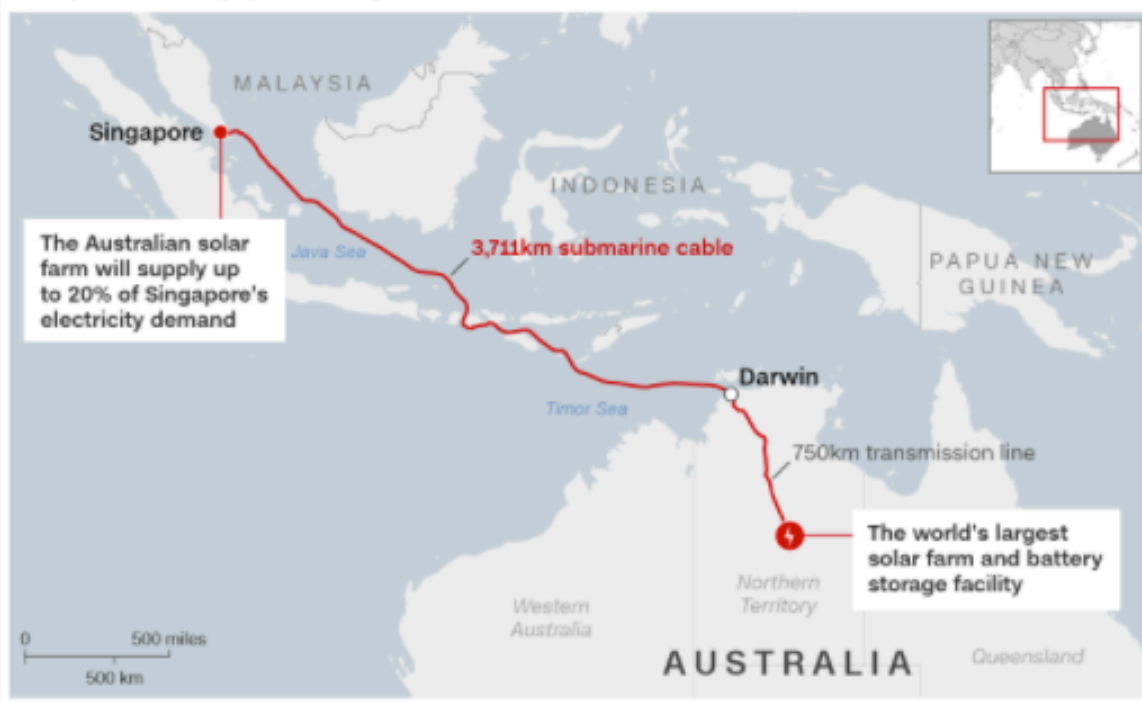 MALAYSIA
Singapore
INDONESIA
The Australian solar
farm will supply up
to 20% of Singapore's
electricity demand
Java Sea
3,711km submarine cable
PAPUA NEW
GUINEA
Darwin
Timor Sea
750km transmission line
The world's largest
solar farm and battery
storage facility
Northern
Territory
Western
Australia
0 500 miles
500 km
AUSTRALIA
Queensland